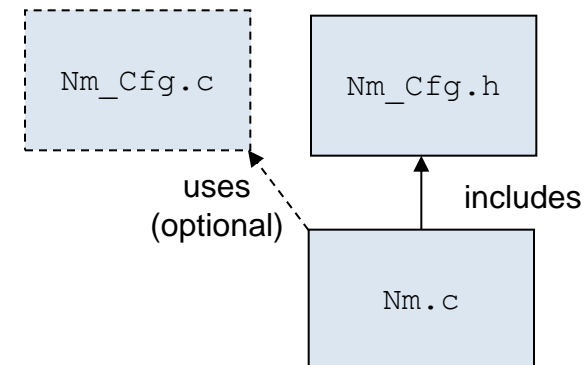 Nm_Cfg.c
Nm_Cfg.h
uses
(optional)
includes
Nm.c